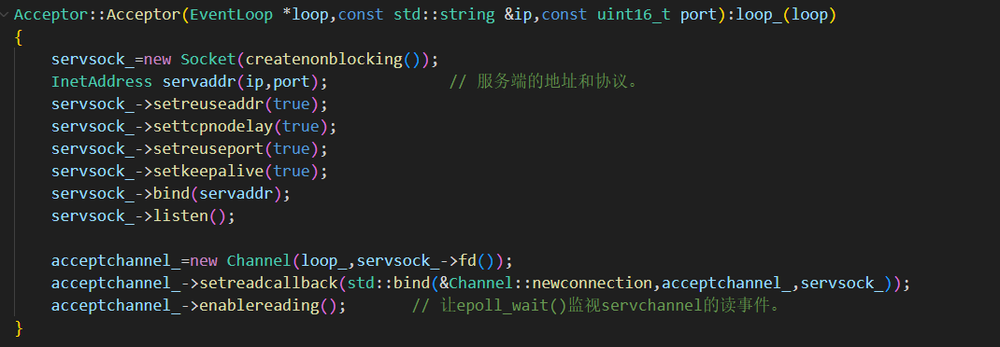 Acceptor::Acceptor(EventLoop *loop,const std::string &ip,const uint16_t port):loop_(loop)
{
    servsock_=new Socket(createnonblocking());
    InetAddress servaddr(ip,port);             // 服务端的地址和协议。
    servsock_->setreuseaddr(true);
    servsock_->settcpnodelay(true);
    servsock_->setreuseport(true);
    servsock_->setkeepalive(true);
    servsock_->bind(servaddr);
    servsock_->listen();

    acceptchannel_=new Channel(loop_,servsock_->fd());
    acceptchannel_->setreadcallback(std::bind(&Channel::newconnection,acceptchannel_,servsock_));
    acceptchannel_->enablereading();       // 让epoll_wait()监视servchannel的读事件。
}